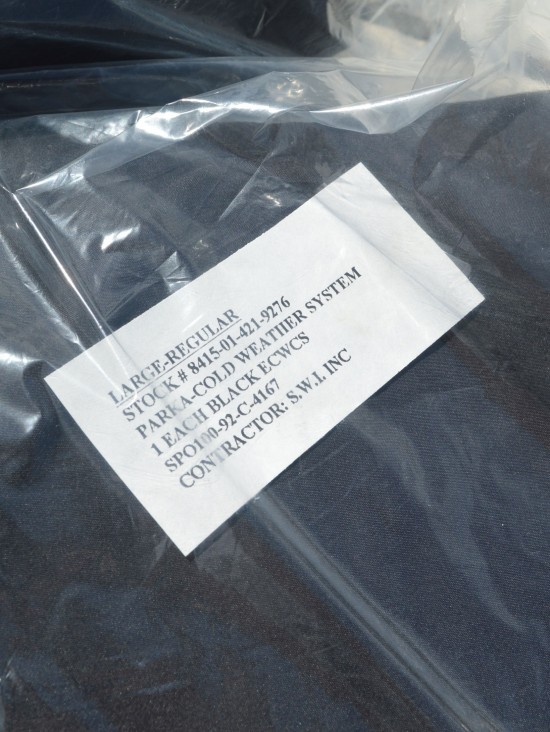 LARGE-REGULAR
STOCK # 8415-01-421-9276
PARKA-COLD WEATHER SYSTEM
1 EACH BLACK ECWCS
SPO100-92-C-4167
CONTRACTOR: S.W.I. INC